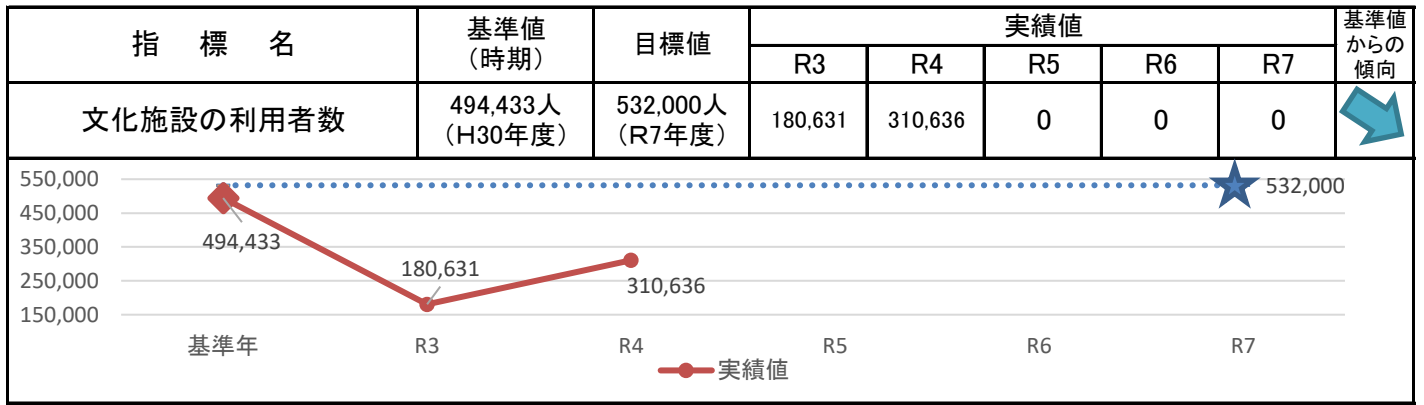 指 標 名
基準値
（時期）
目標値
実績値
基準値
からの
傾向
R3 R4 R5 R6 R7
文化施設の利用者数
494,433人
（H30年度）
532,000人
（R7年度）
180,631 310,636 0 0 0
550,000
450,000
350,000
250,000
150,000
532,000
494,433
180,631
310,636
基準年 R3 R4 R5 R6 R7
実績値